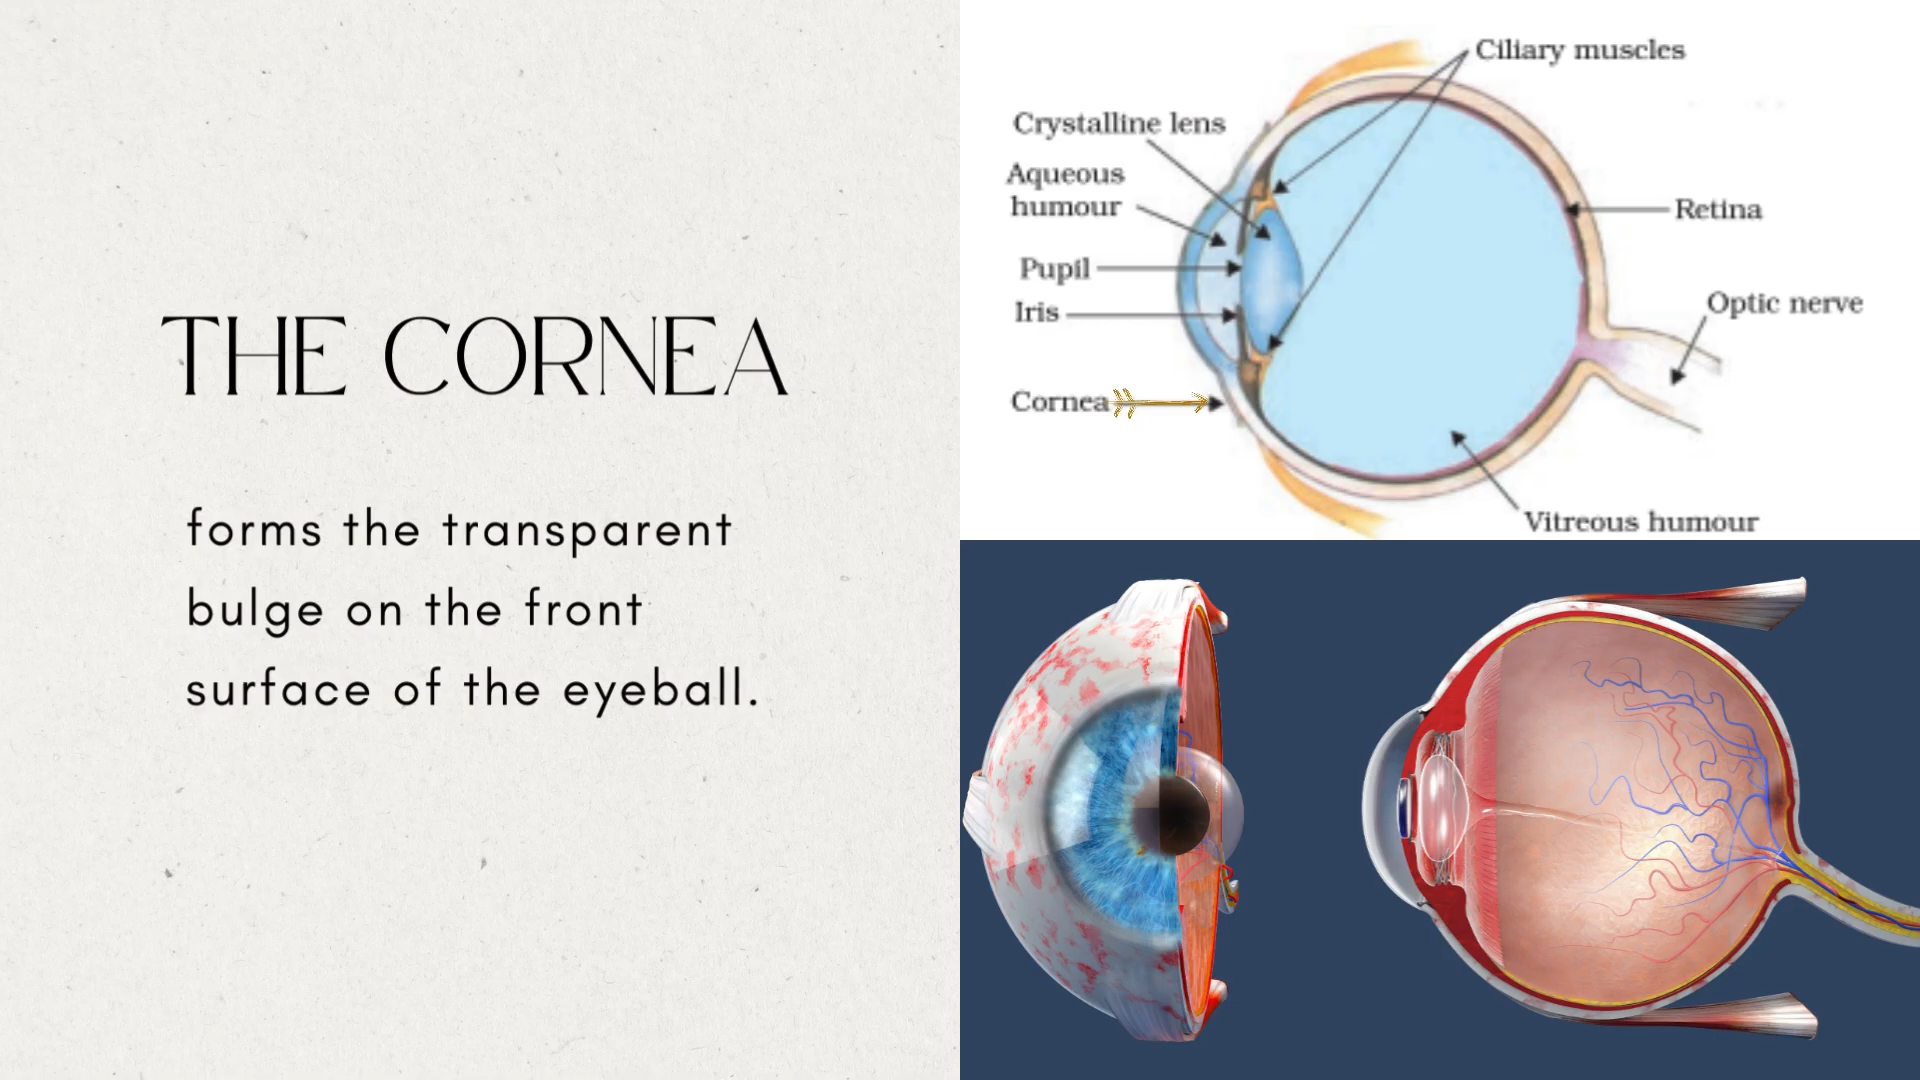 THE CORNEA
forms the transparent
bulge on the front
surface of the eyeball.
Ciliary muscles
Crystalline lens
Aqueous
humour
Retina
Pupil
Optic nerve
Iris
Cornea
Vitreous humour